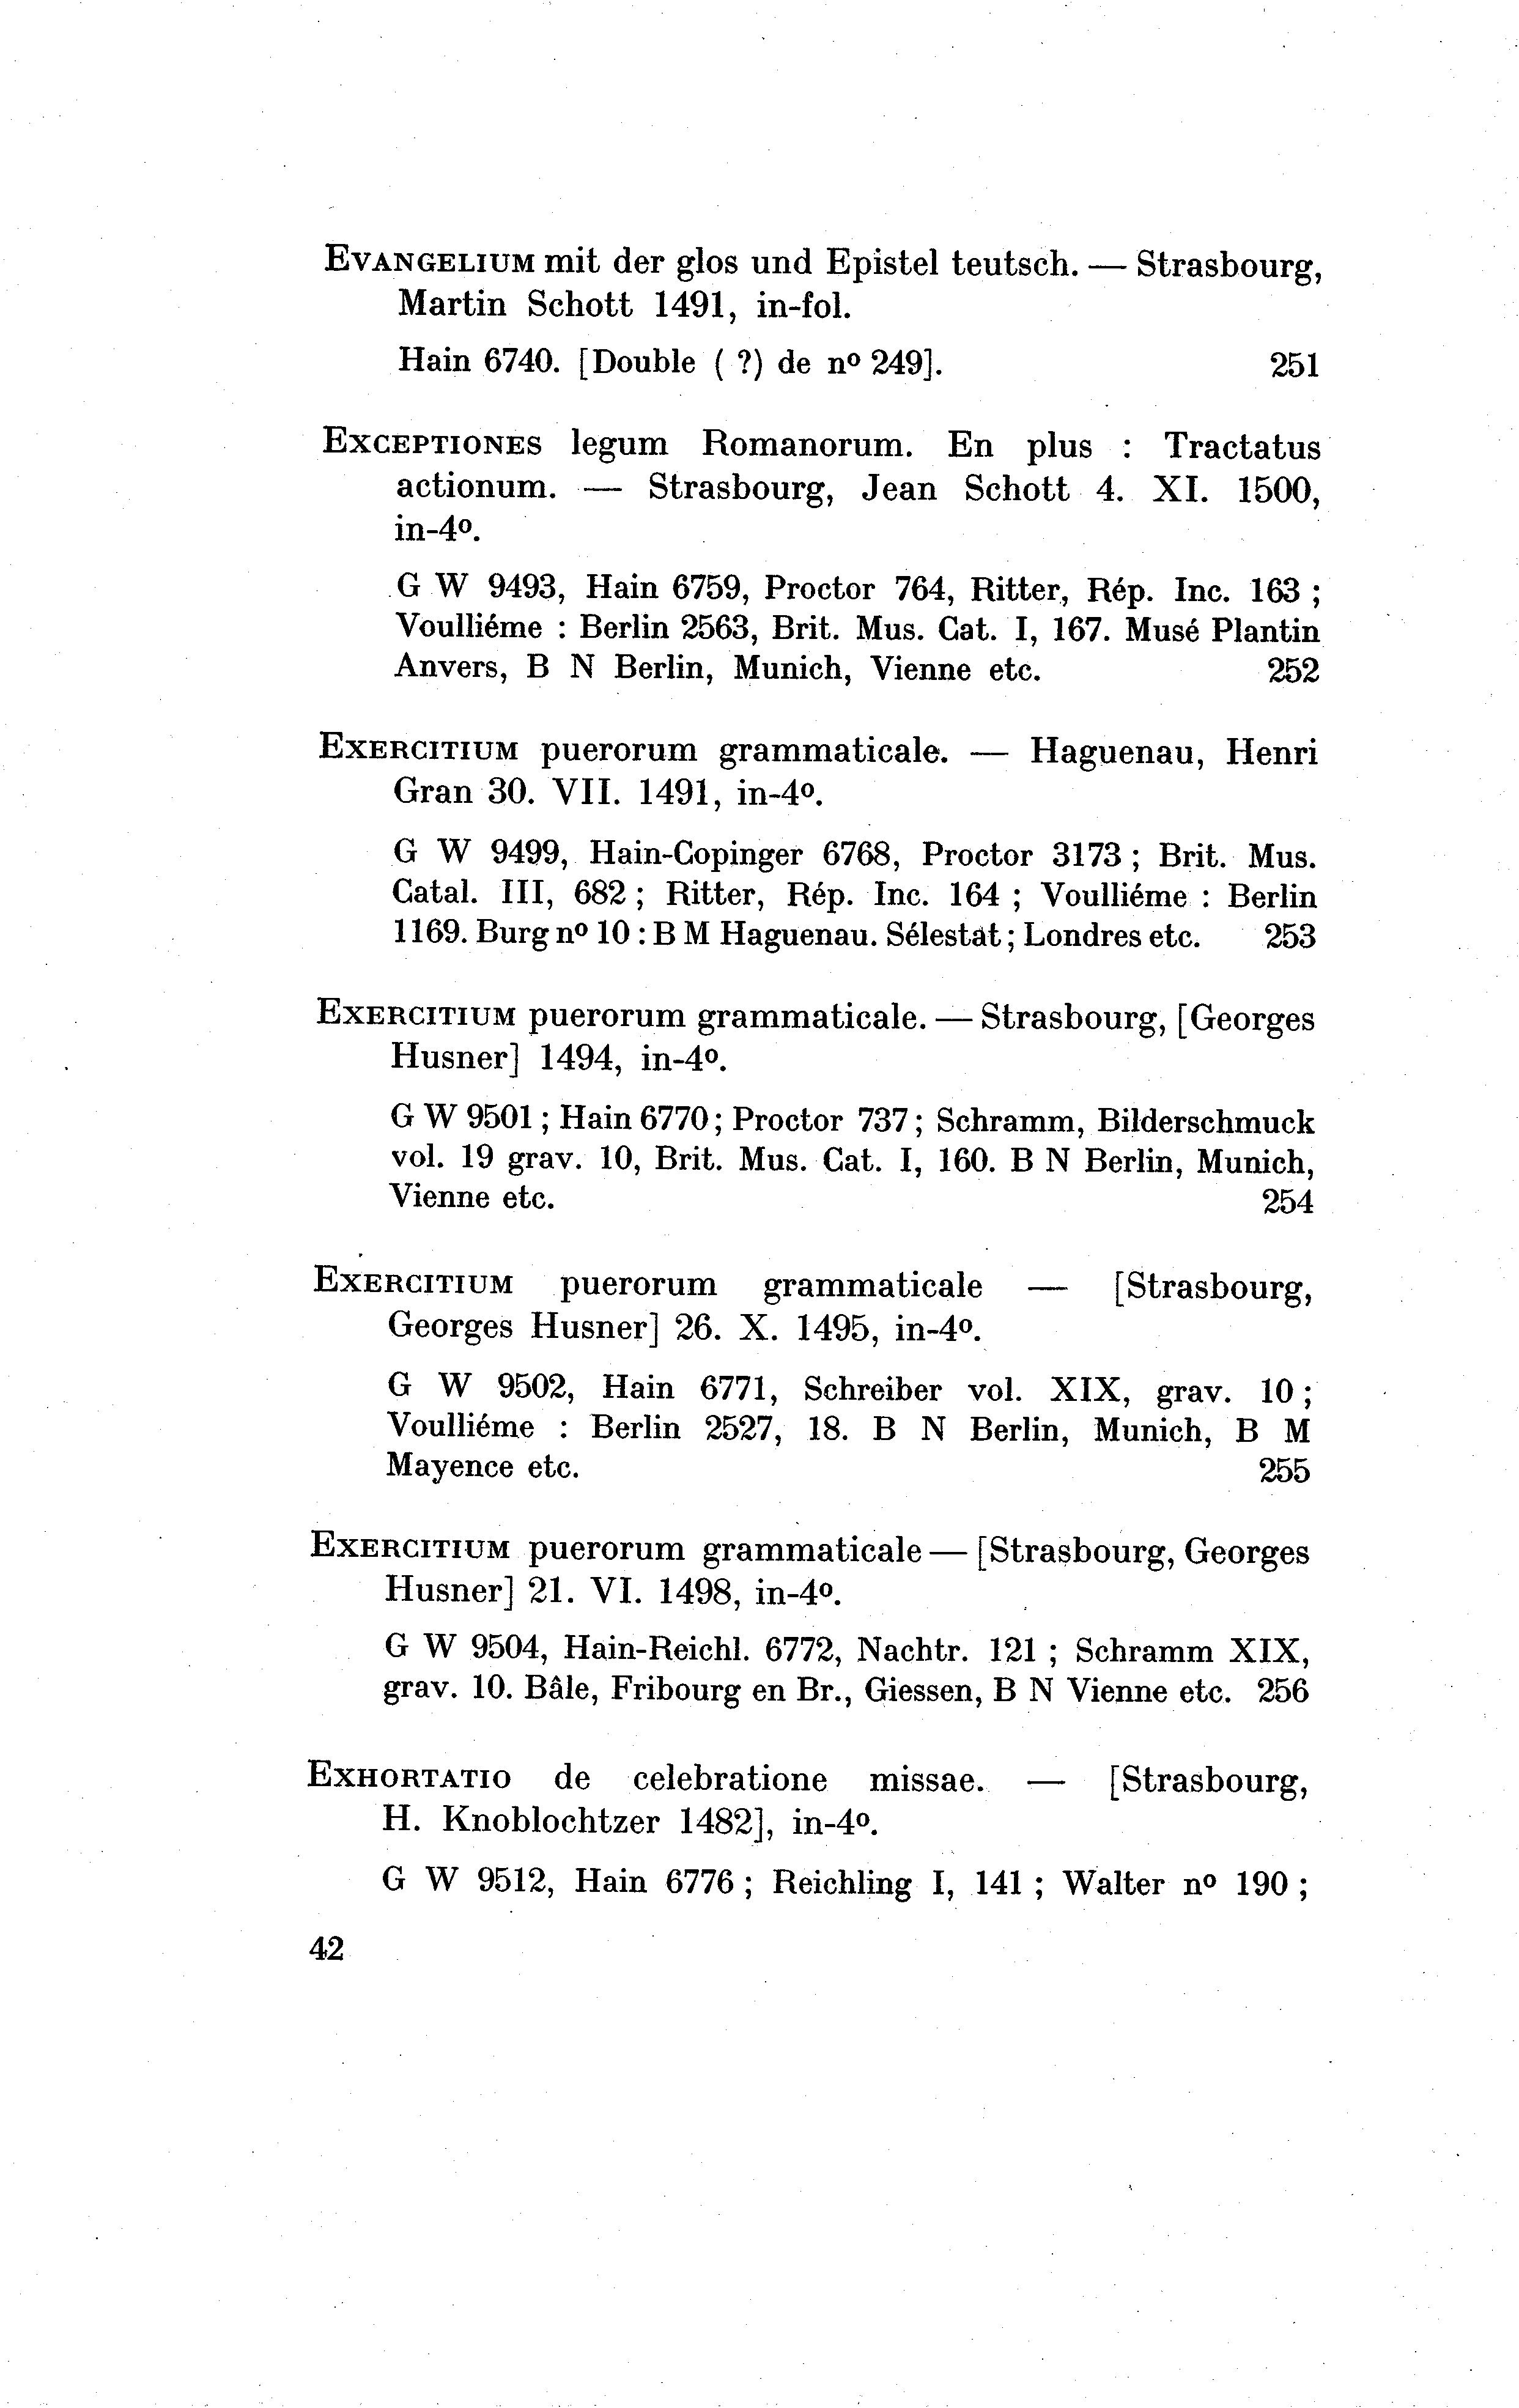 EVANGELIUM mit der glos und Epistel teutsch. — Strasbourg,
Martin Schott 1491, in-fol.
Hain 6740. [Double ( ?) de nº 249]. 251
EXCEPTIONES legum Romanorum. En plus : Tractatus
actionum. — Strasbourg, Jean Schott 4. XI. 1500,
in-4º.
G W 9493, Hain 6759, Proctor 764, Ritter, Rép. Inc. 163 ;
Voulliéme : Berlin 2563, Brit. Mus. Cat. I, 167. Musé Plantin
Anvers, B N Berlin, Munich, Vienne etc. 252
EXERCITIUM puerorum grammaticale. — Haguenau, Henri
Gran 30. VII. 1491, in-4º.
G W 9499, Hain-Copinger 6768, Proctor 3173 ; Brit. Mus.
Catal. III, 682 ; Ritter, Rép. Inc. 164 ; Voulliéme : Berlin
1169. Burg nº 10 : B M Haguenau. Sélestat ; Londres etc. 253
EXERCITIUM puerorum grammaticale. — Strasbourg, [Georges
Husner] 1494, in-4º.
G W 9501 ; Hain 6770 ; Proctor 737 ; Schramm, Bilderschmuck
vol. 19 grav. 10, Brit. Mus. Cat. I, 160. B N Berlin, Munich,
Vienne etc. 254
EXERCITIUM puerorum grammaticale — [Strasbourg,
Georges Husner] 26. X. 1495, in-4º.
G W 9502, Hain 6771, Schreiber vol. XIX, grav. 10 ;
Voulliéme : Berlin 2527, 18. B N Berlin, Munich, B M
Mayence etc. 255
EXERCITIUM puerorum grammaticale — [Strasbourg, Georges
Husner] 21. VI. 1498, in-4º.
G W 9504, Hain-Reichl. 6772, Nachtr. 121 ; Schramm XIX,
grav. 10. Bâle, Fribourg en Br., Giessen, B N Vienne etc. 256
EXHORTATIO de celebratione missae. — [Strasbourg,
H. Knoblochtzer 1482], in-4º.
G W 9512, Hain 6776 ; Reichling I, 141 ; Walter nº 190 ;
42